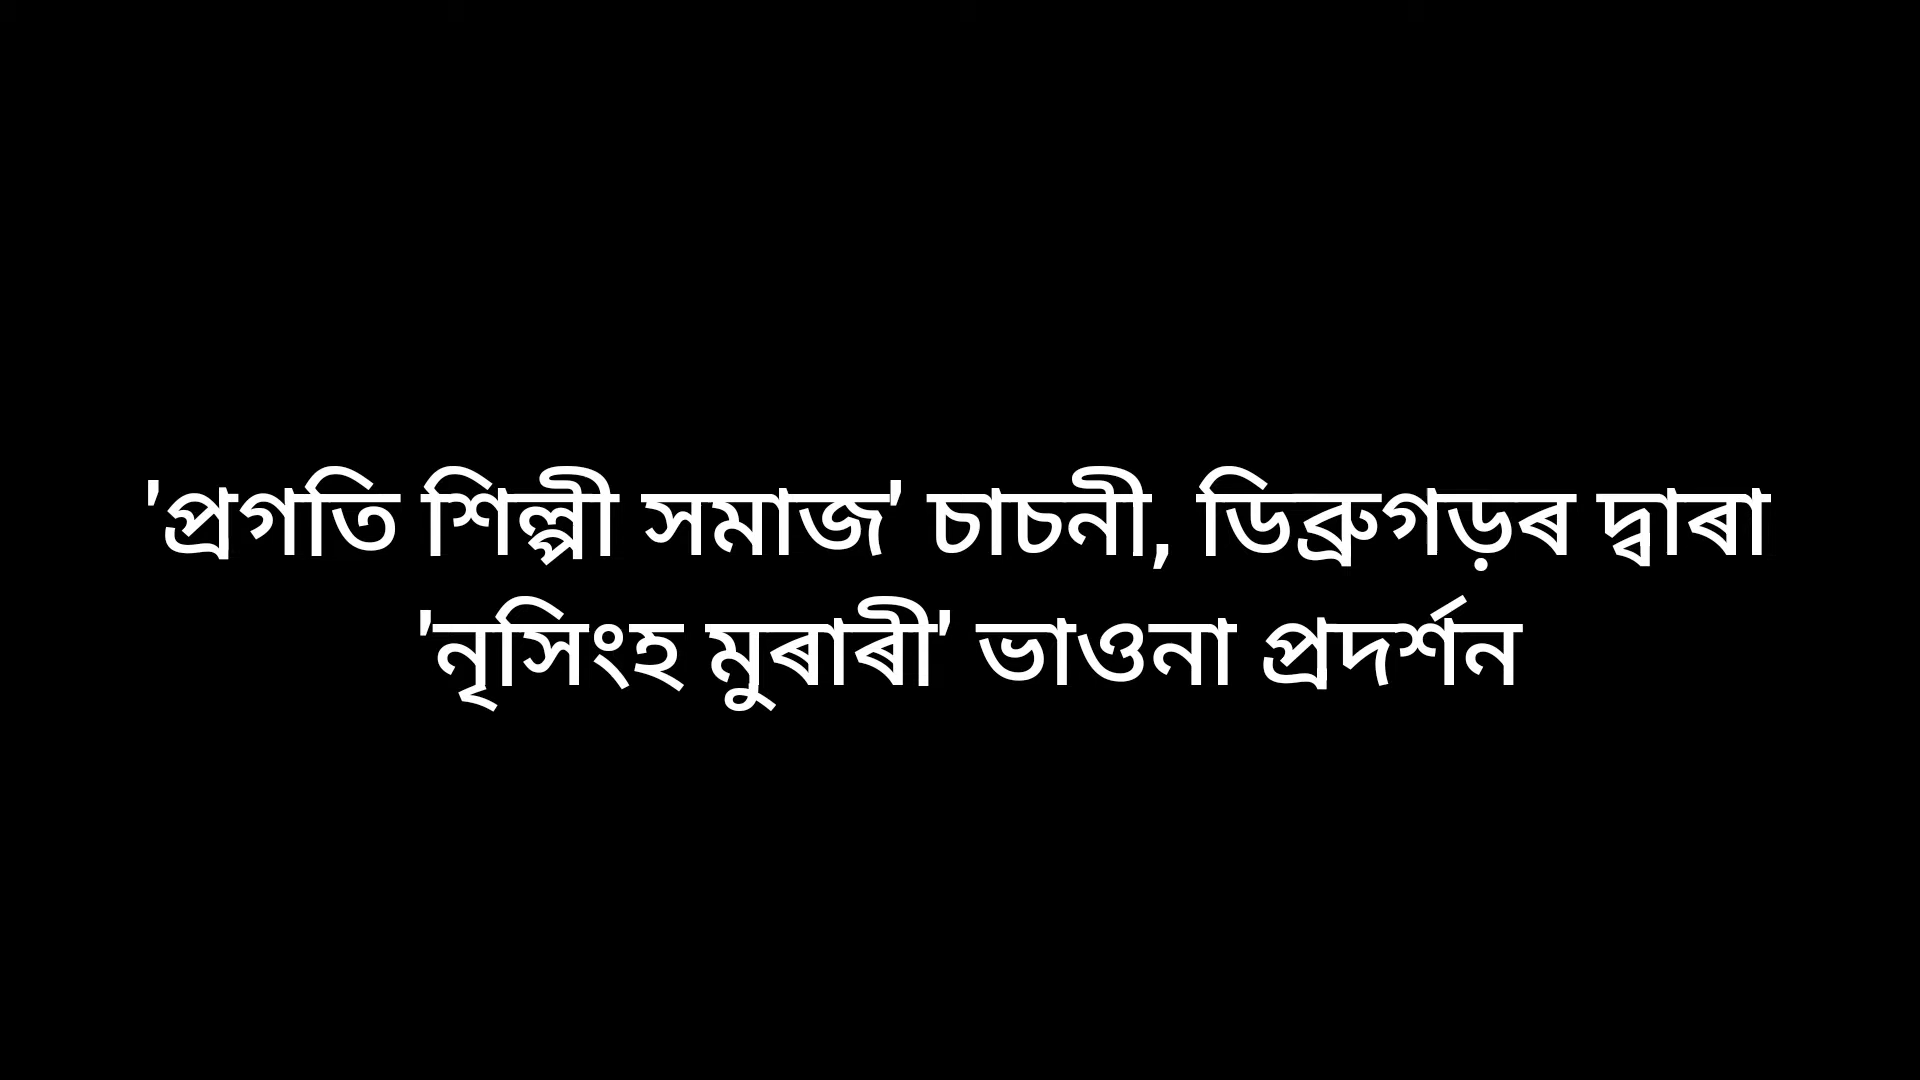 'প্ৰগতি শিল্পী সমাজ' চাচনী, ডিব্ৰুগড়ৰ দ্বাৰা
'নৃসিংহ মুৰাৰী' ভাওনা প্ৰদৰ্শন